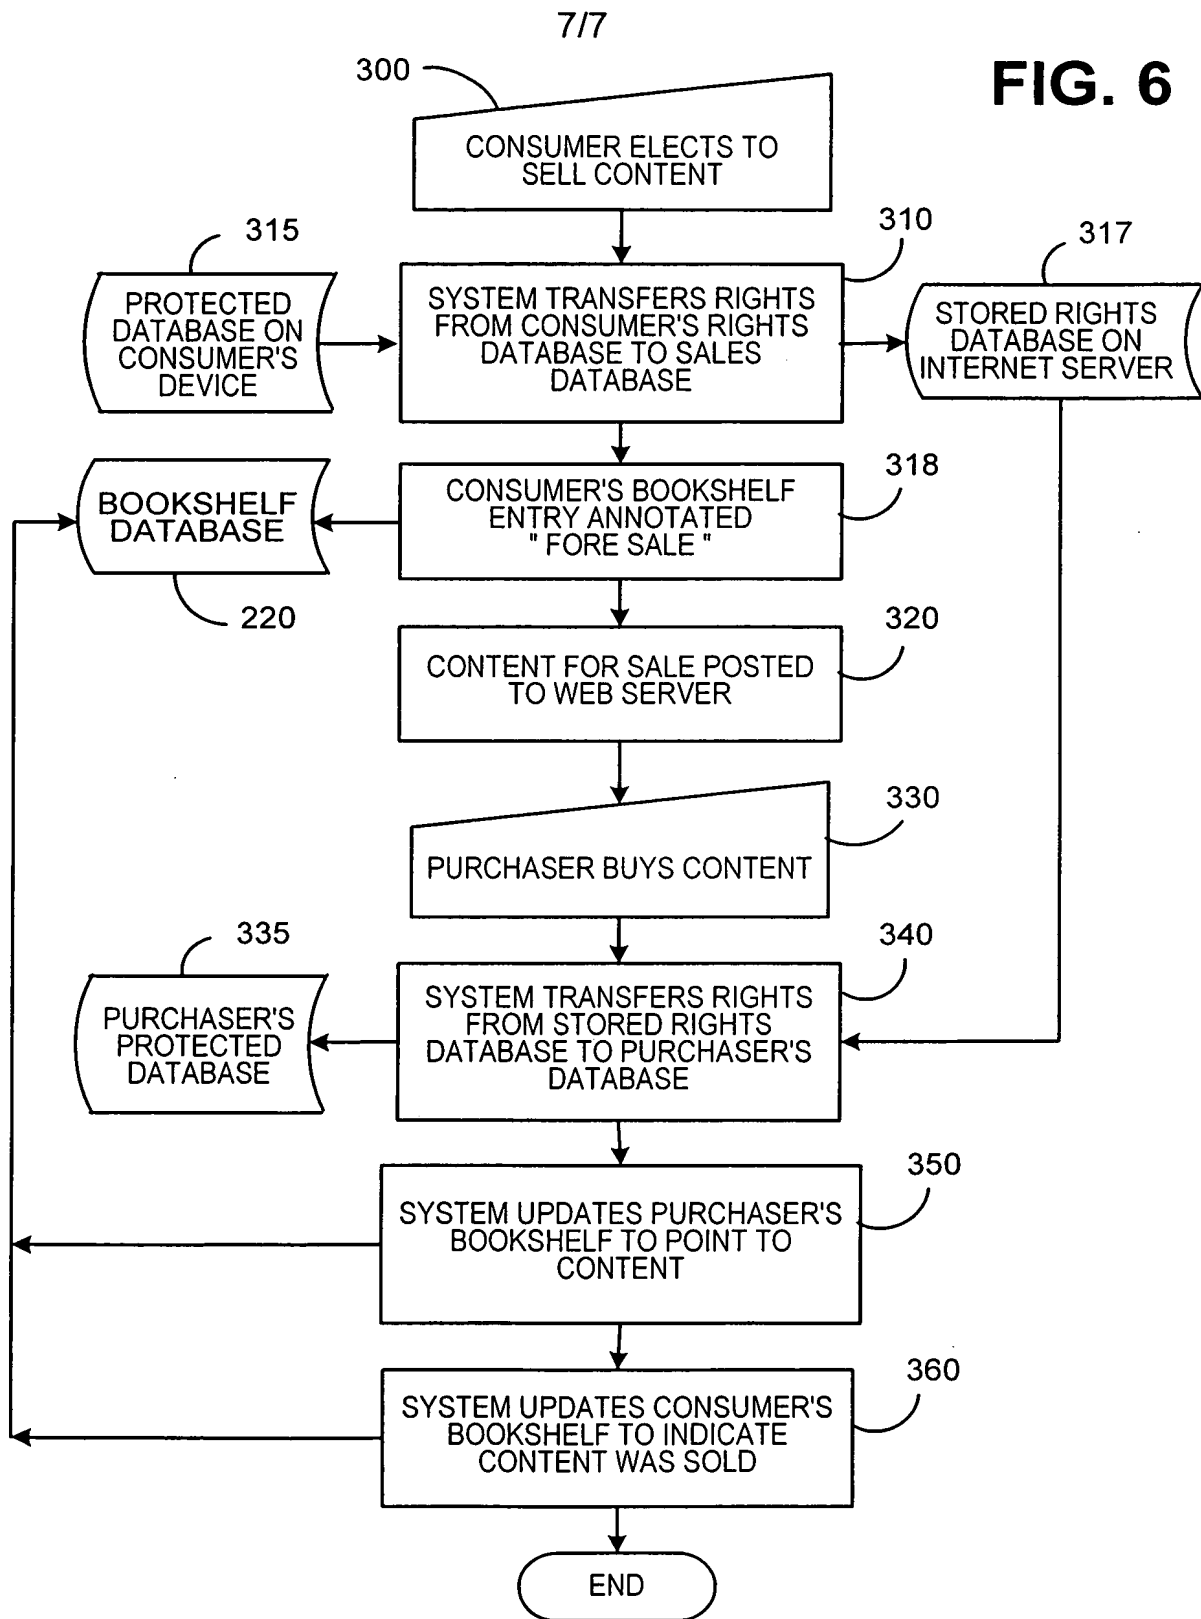 7/7
FIG. 6
300
CONSUMER ELECTS TO
SELL CONTENT
315
310
317
PROTECTED
DATABASE ON
CONSUMER'S
DEVICE
SYSTEM TRANSFERS RIGHTS
FROM CONSUMER'S RIGHTS
DATABASE TO SALES
DATABASE
STORED RIGHTS
DATABASE ON
INTERNET SERVER
BOOKSHELF
DATABASE
220
CONSUMER'S BOOKSHELF
ENTRY ANNOTATED
" FORE SALE "
318
CONTENT FOR SALE POSTED
TO WEB SERVER
320
PURCHASER BUYS CONTENT
330
335
340
PURCHASER'S
PROTECTED
DATABASE
SYSTEM TRANSFERS RIGHTS
FROM STORED RIGHTS
DATABASE TO PURCHASER'S
DATABASE
350
SYSTEM UPDATES PURCHASER'S
BOOKSHELF TO POINT TO
CONTENT
360
SYSTEM UPDATES CONSUMER'S
BOOKSHELF TO INDICATE
CONTENT WAS SOLD
END